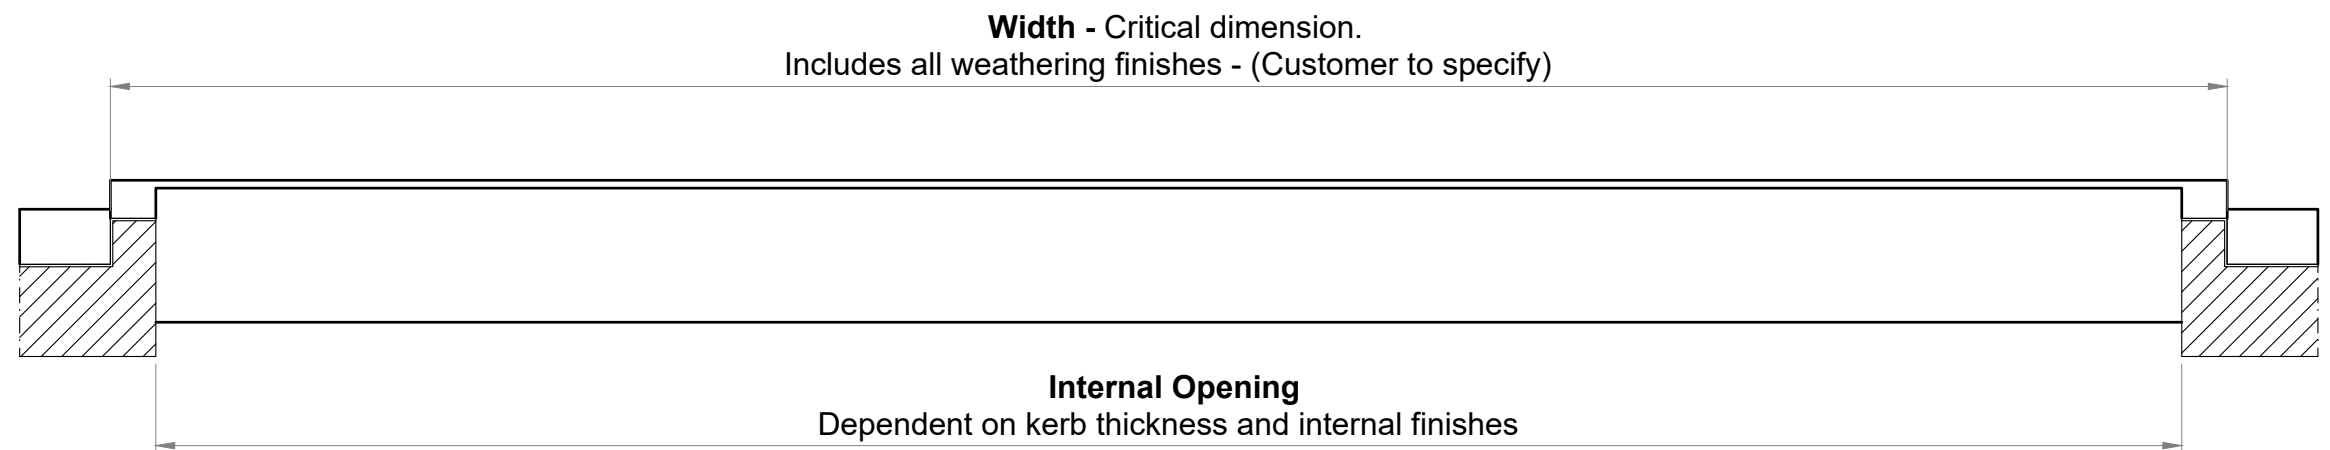 Width - Critical dimension.
Includes all weathering finishes - (Customer to specify)
Internal Opening
Dependent on kerb thickness and internal finishes